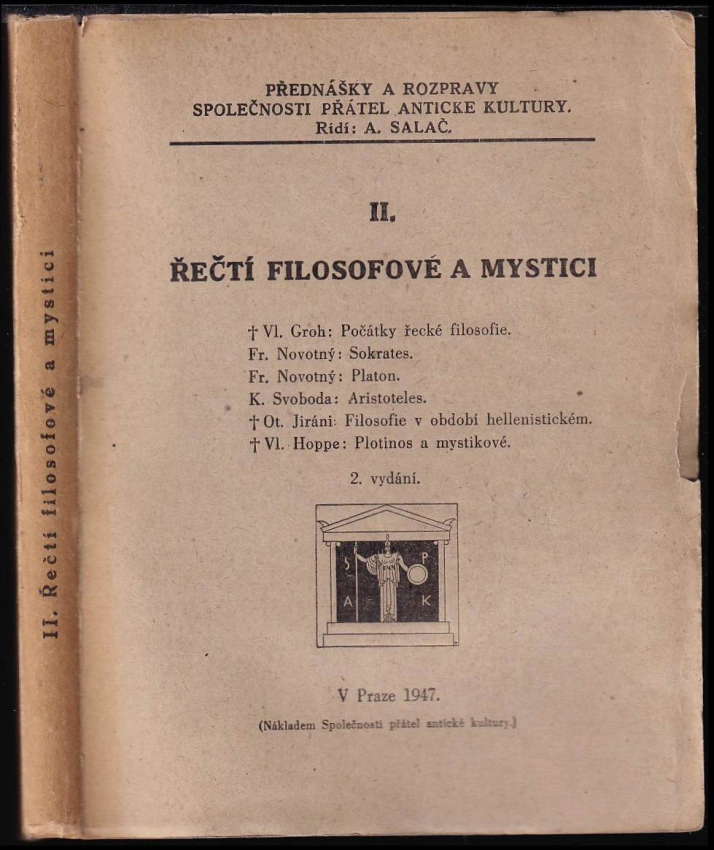 II. Řečtí filosofové a mystici
PŘEDNÁŠKY A ROZPRAVY
SPOLEČNOSTI PŘÁTEL ANTICKE KULTURY.
Rídí: A. SALAČ.
II.
ŘEČTÍ FILOSOFOVÉ A MYSTICI
† Vl. Groh: Počátky řecké filosofie.
Fr. Novotný: Sokrates.
Fr. Novotný: Platon.
K. Svoboda: Aristoteles.
† Ot. Jiráni: Filosofie v období hellenistickém.
† Vl. Hoppe: Plotinos a mystikové.
2. vydání.
S P
A K
V Praze 1947.
(Nákladem Společnosti přátel antické kultury.)